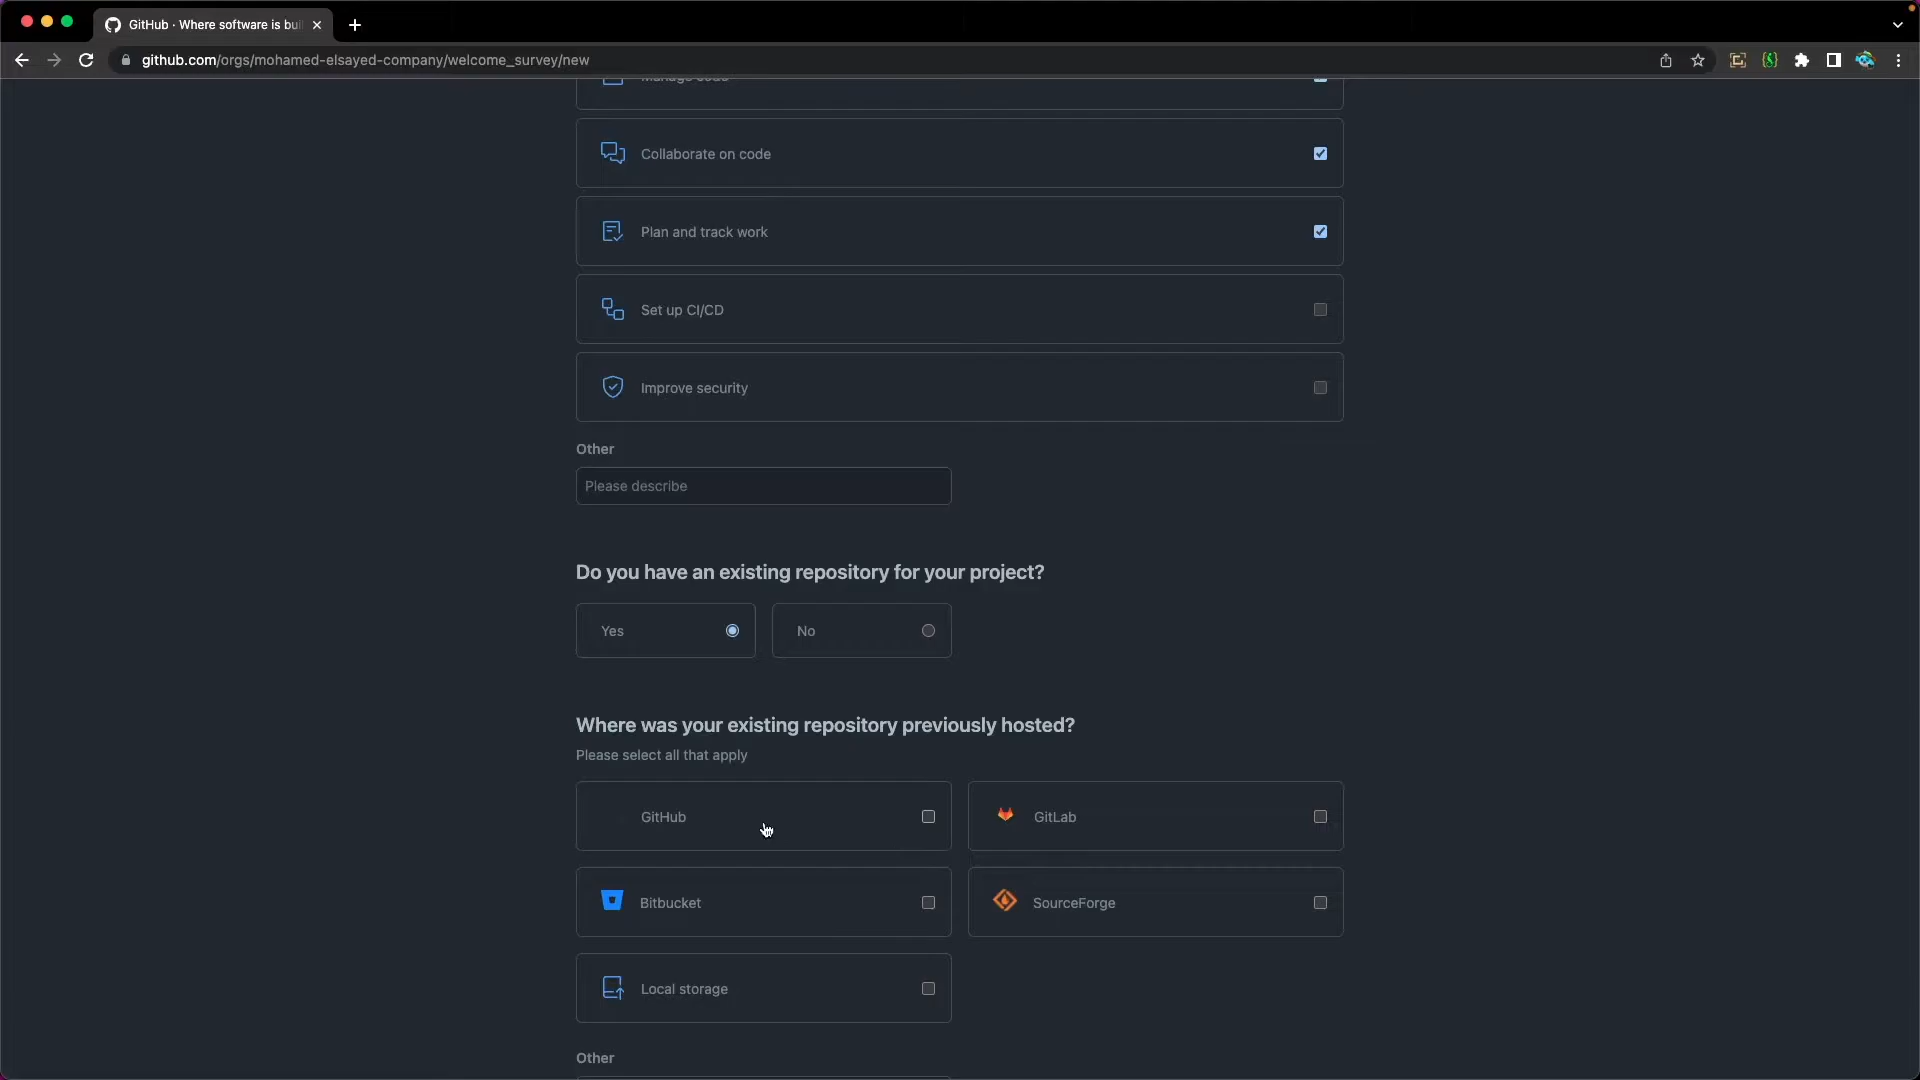 GitHub · Where software is bui
github.com/orgs/mohamed-elsayed-company/welcome_survey/new
Manage code
Collaborate on code
Plan and track work
Set up CI/CD
Improve security
Other
Please describe
Do you have an existing repository for your project?
Yes
No
Where was your existing repository previously hosted?
Please select all that apply
GitHub
GitLab
Bitbucket
SourceForge
Local storage
Other